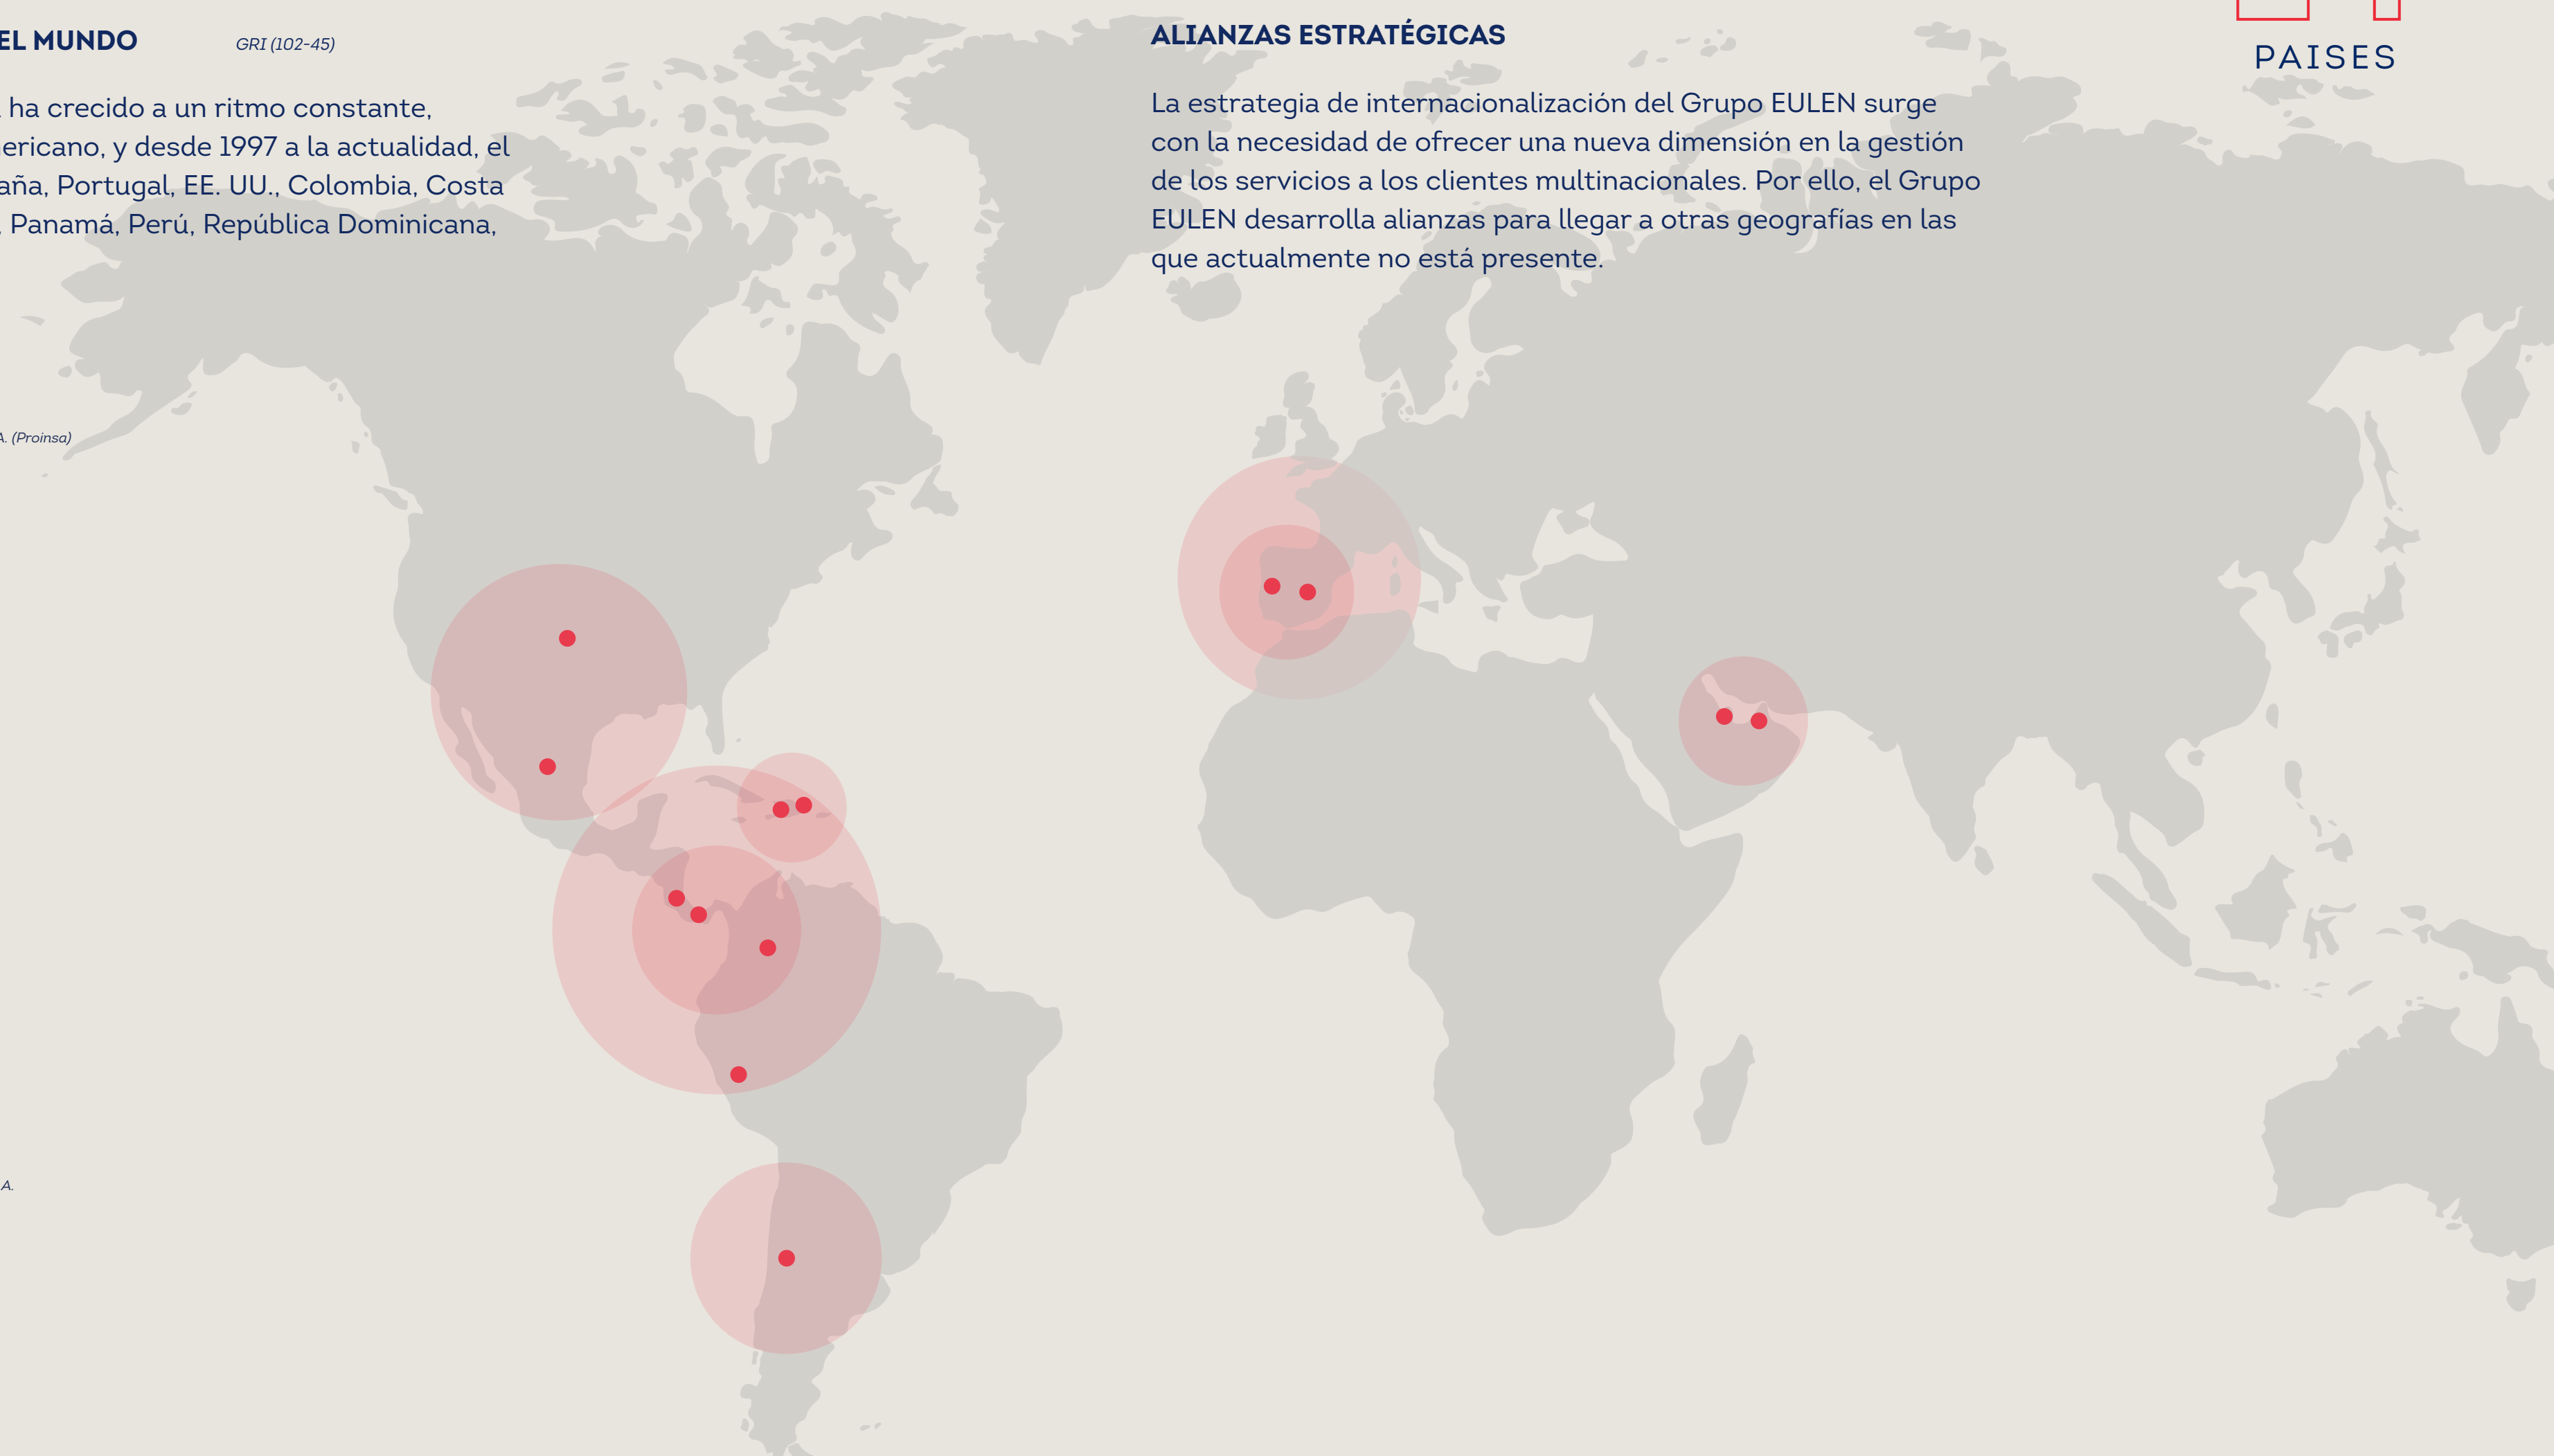 EL MUNDO
GRI (102-45)
ha crecido a un ritmo constante,
ericano, y desde 1997 a la actualidad, el
aña, Portugal, EE. UU., Colombia, Costa
, Panamá, Perú, República Dominicana,
A. (Proinsa)
A.
ALIANZAS ESTRATÉGICAS
La estrategia de internacionalización del Grupo EULEN surge
con la necesidad de ofrecer una nueva dimensión en la gestión
de los servicios a los clientes multinacionales. Por ello, el Grupo
EULEN desarrolla alianzas para llegar a otras geografías en las
que actualmente no está presente.
PAISES